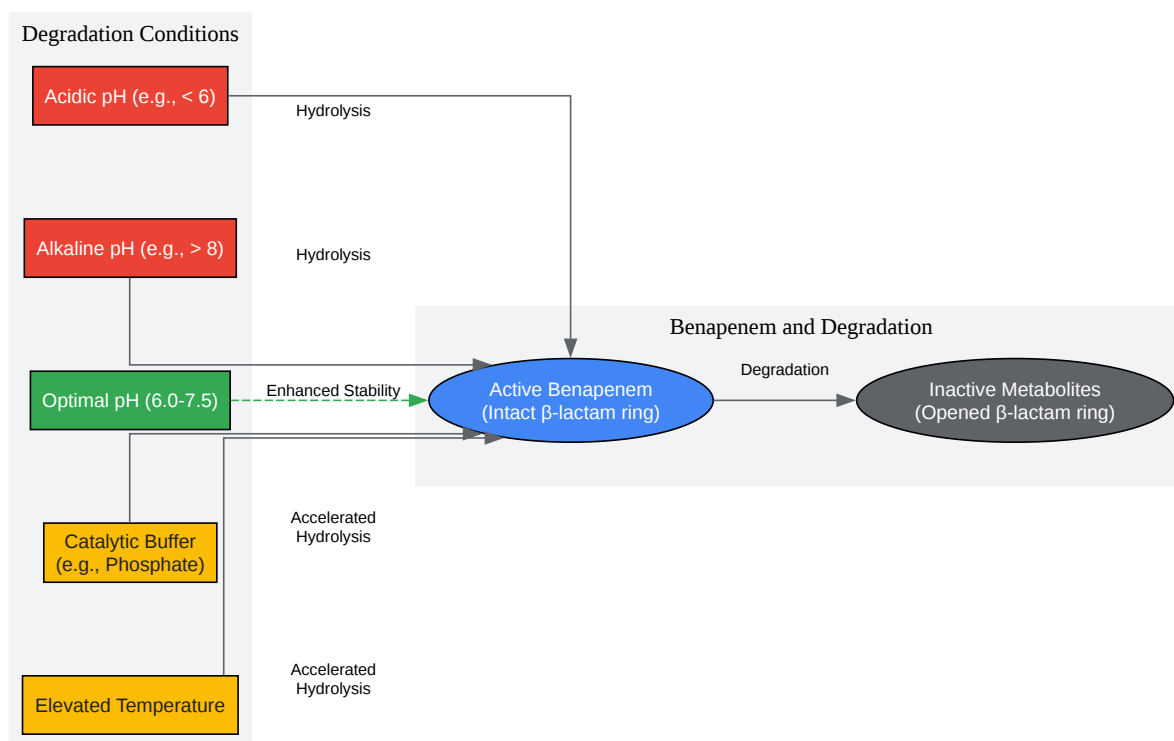 Degradation Conditions
Acidic pH (e.g., < 6)
Hydrolysis
Alkaline pH (e.g., > 8)
Hydrolysis
Benapenem and Degradation
Optimal pH (6.0-7.5)
Enhanced Stability
Active Benapenem
(Intact β-lactam ring)
Degradation
Inactive Metabolites
(Opened β-lactam ring)
Catalytic Buffer
(e.g., Phosphate)
Accelerated
Hydrolysis
Elevated Temperature
Accelerated
Hydrolysis